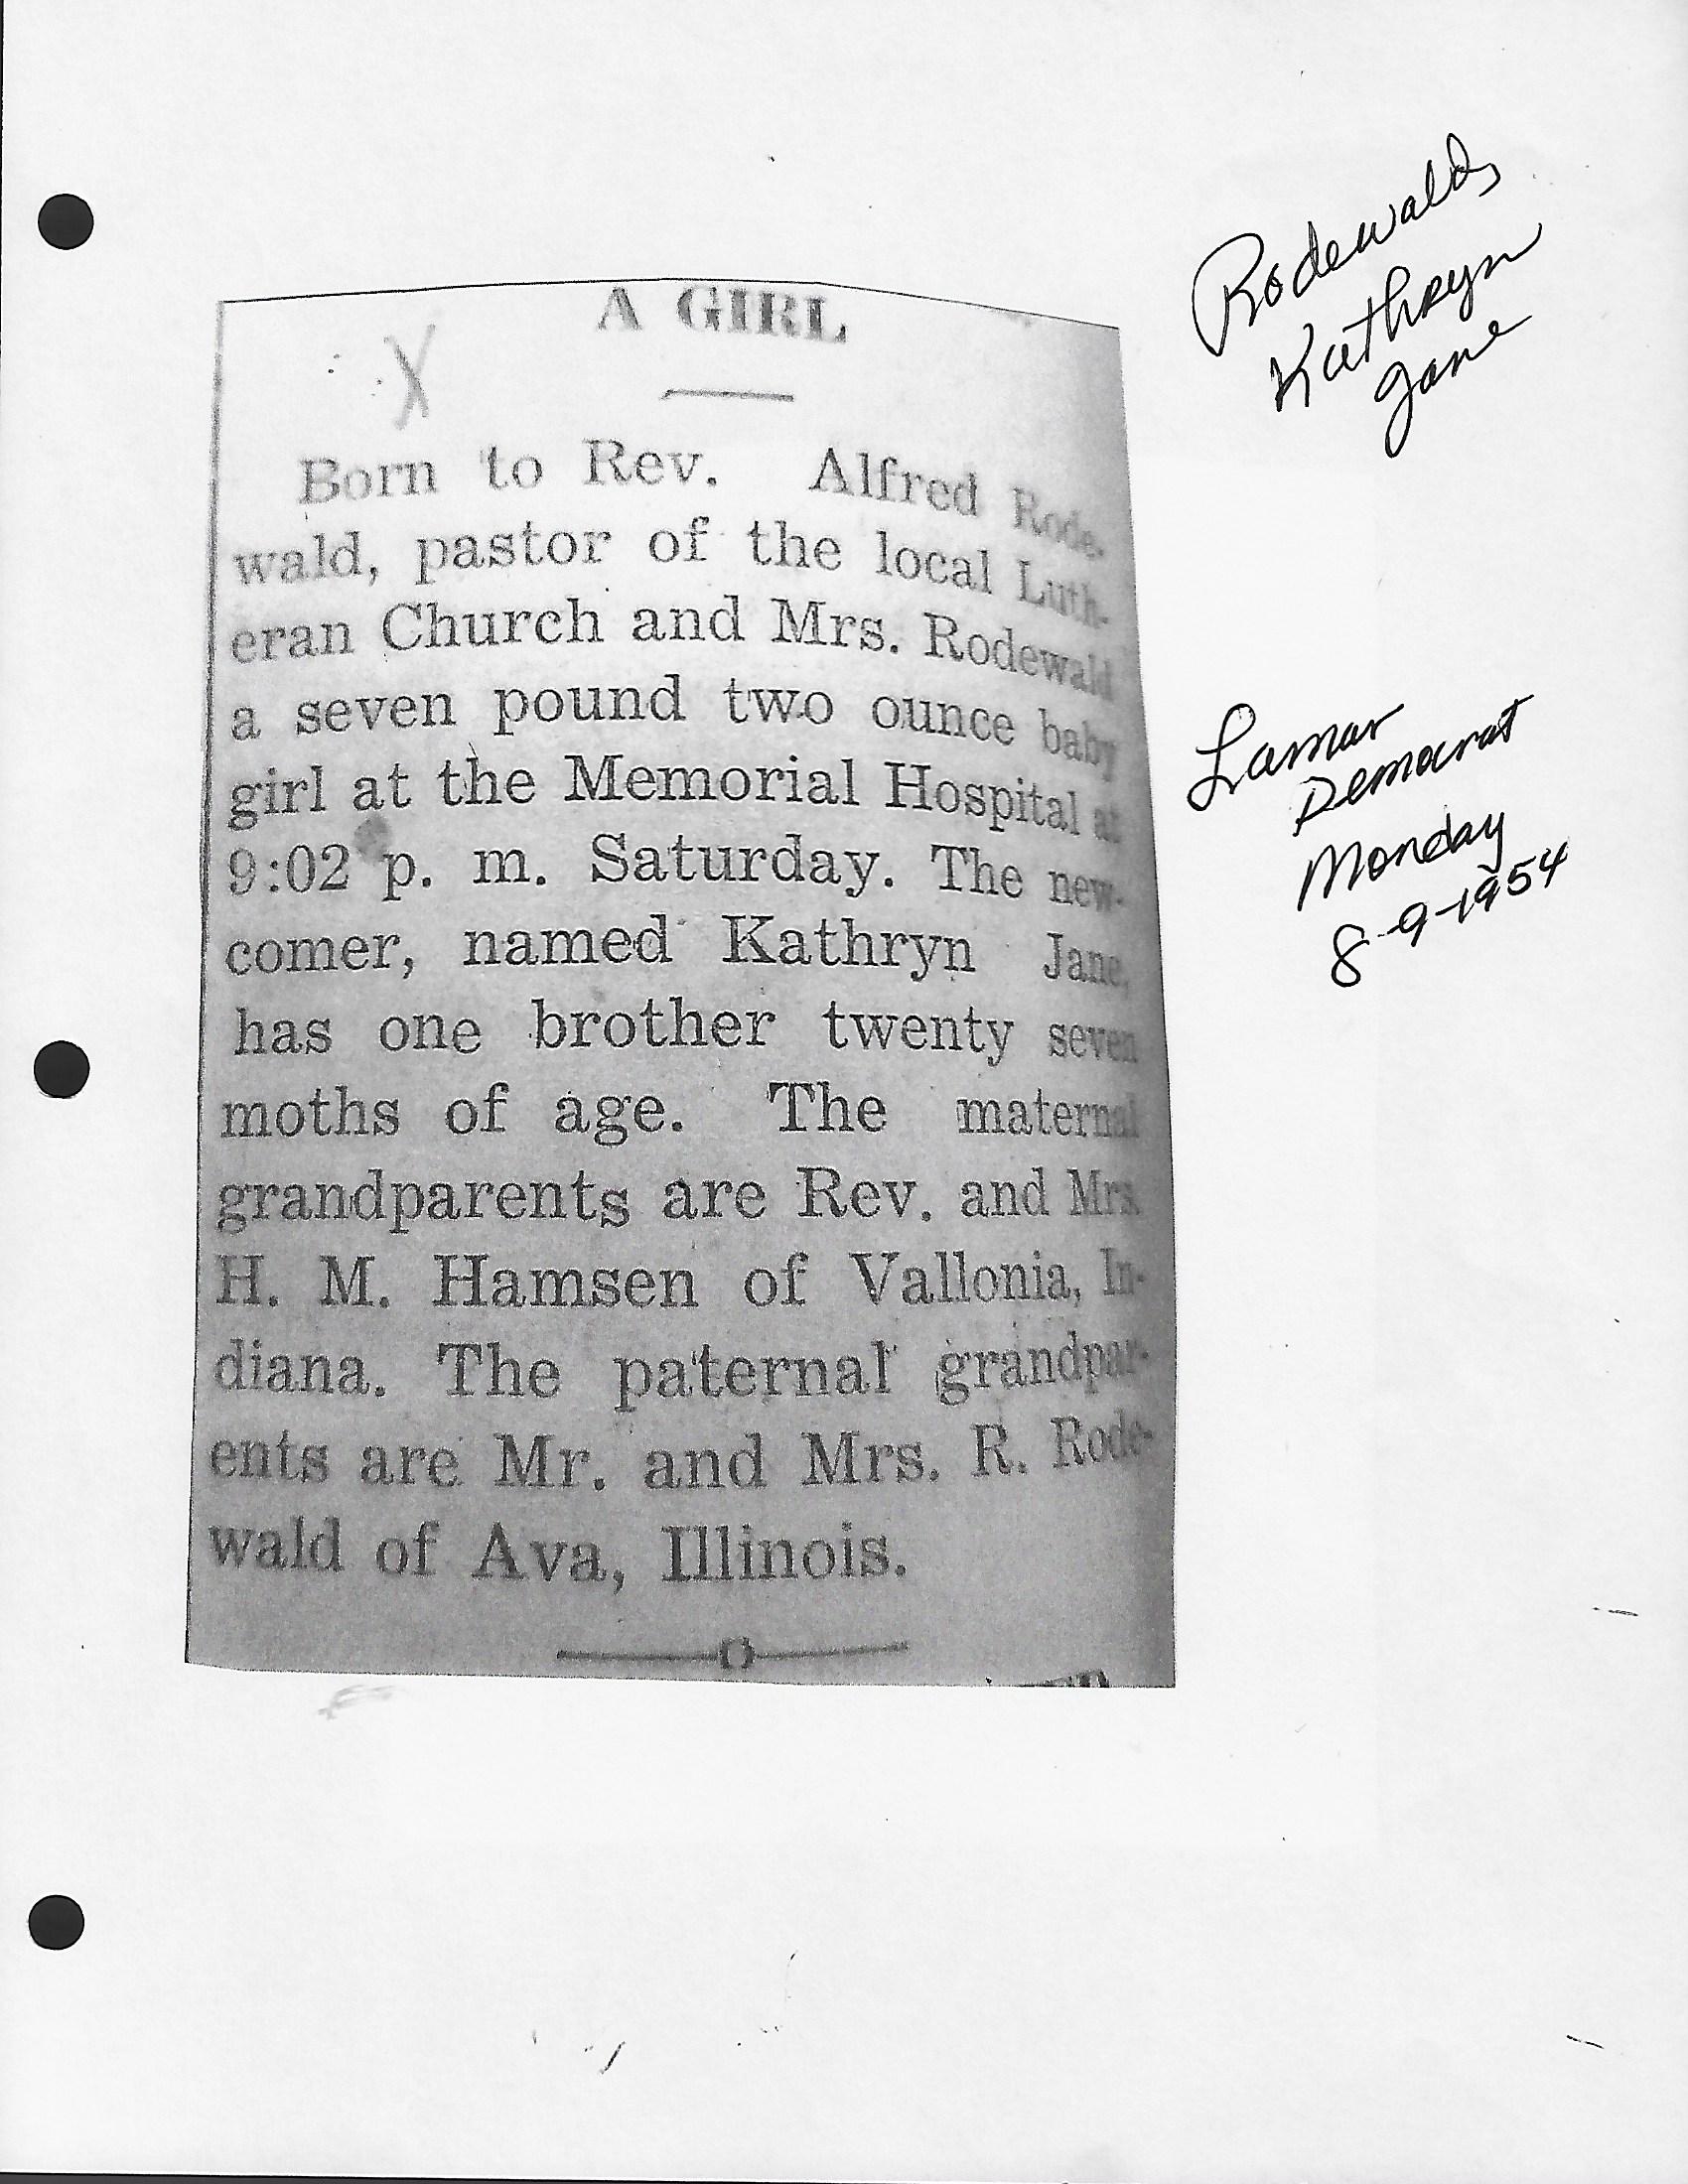 A GIRL
Born to Rev. Alfred Rode-
wald, pastor of the local Luth-
eran Church and Mrs. Rodewald
a seven pound two ounce baby
girl at the Memorial Hospital at
9:02 p. m. Saturday. The new-
comer, named Kathryn Jane,
has one brother twenty seven
moths of age. The maternal
grandparents are Rev. and Mrs.
H. M. Hamsen of Vallonia, In-
diana. The paternal grandpar-
ents are Mr. and Mrs. R. Rode-
wald of Ava, Illinois.
Rodewald,
Kathryn
Jane
Lamar
Democrat
Monday
8-9-1954